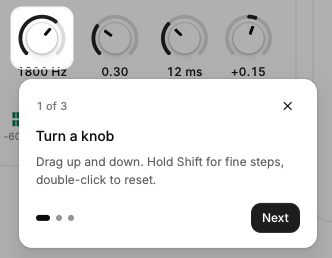 1800 Hz 0.30 12 ms +0.15
-60
1 of 3
Turn a knob
Drag up and down. Hold Shift for fine steps,
double-click to reset.
Next